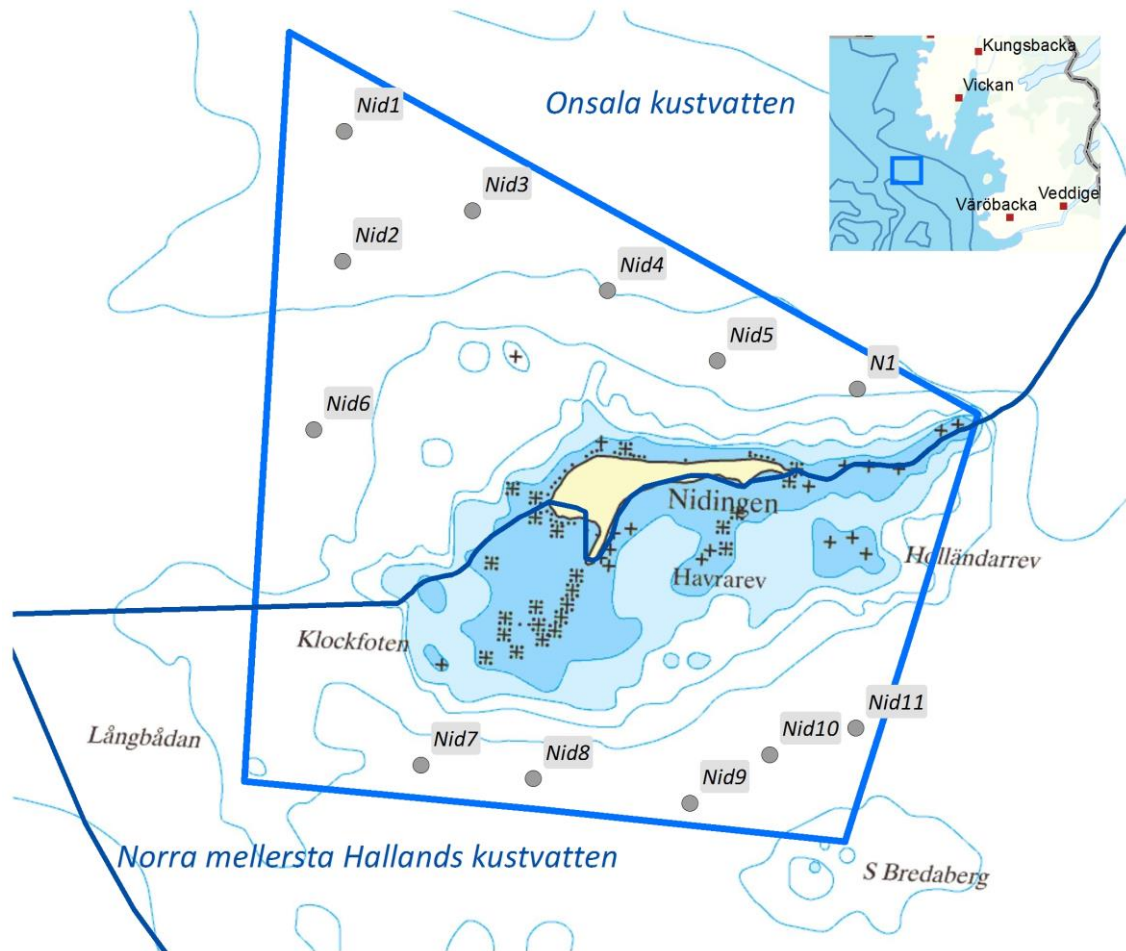 Kungsbacka
Vickan
Onsala kustvatten
Nid1
Nid3
Väröbacka
Veddige
Nid2
Nid4
Nid5
N1
Nid6
Nidingen
Havrarev
Holländarrev
Klockfoten
Nid11
Långbådan
Nid10
Nid7
Nid8
Nid9
Norra mellersta Hallands kustvatten
S Bredaberg